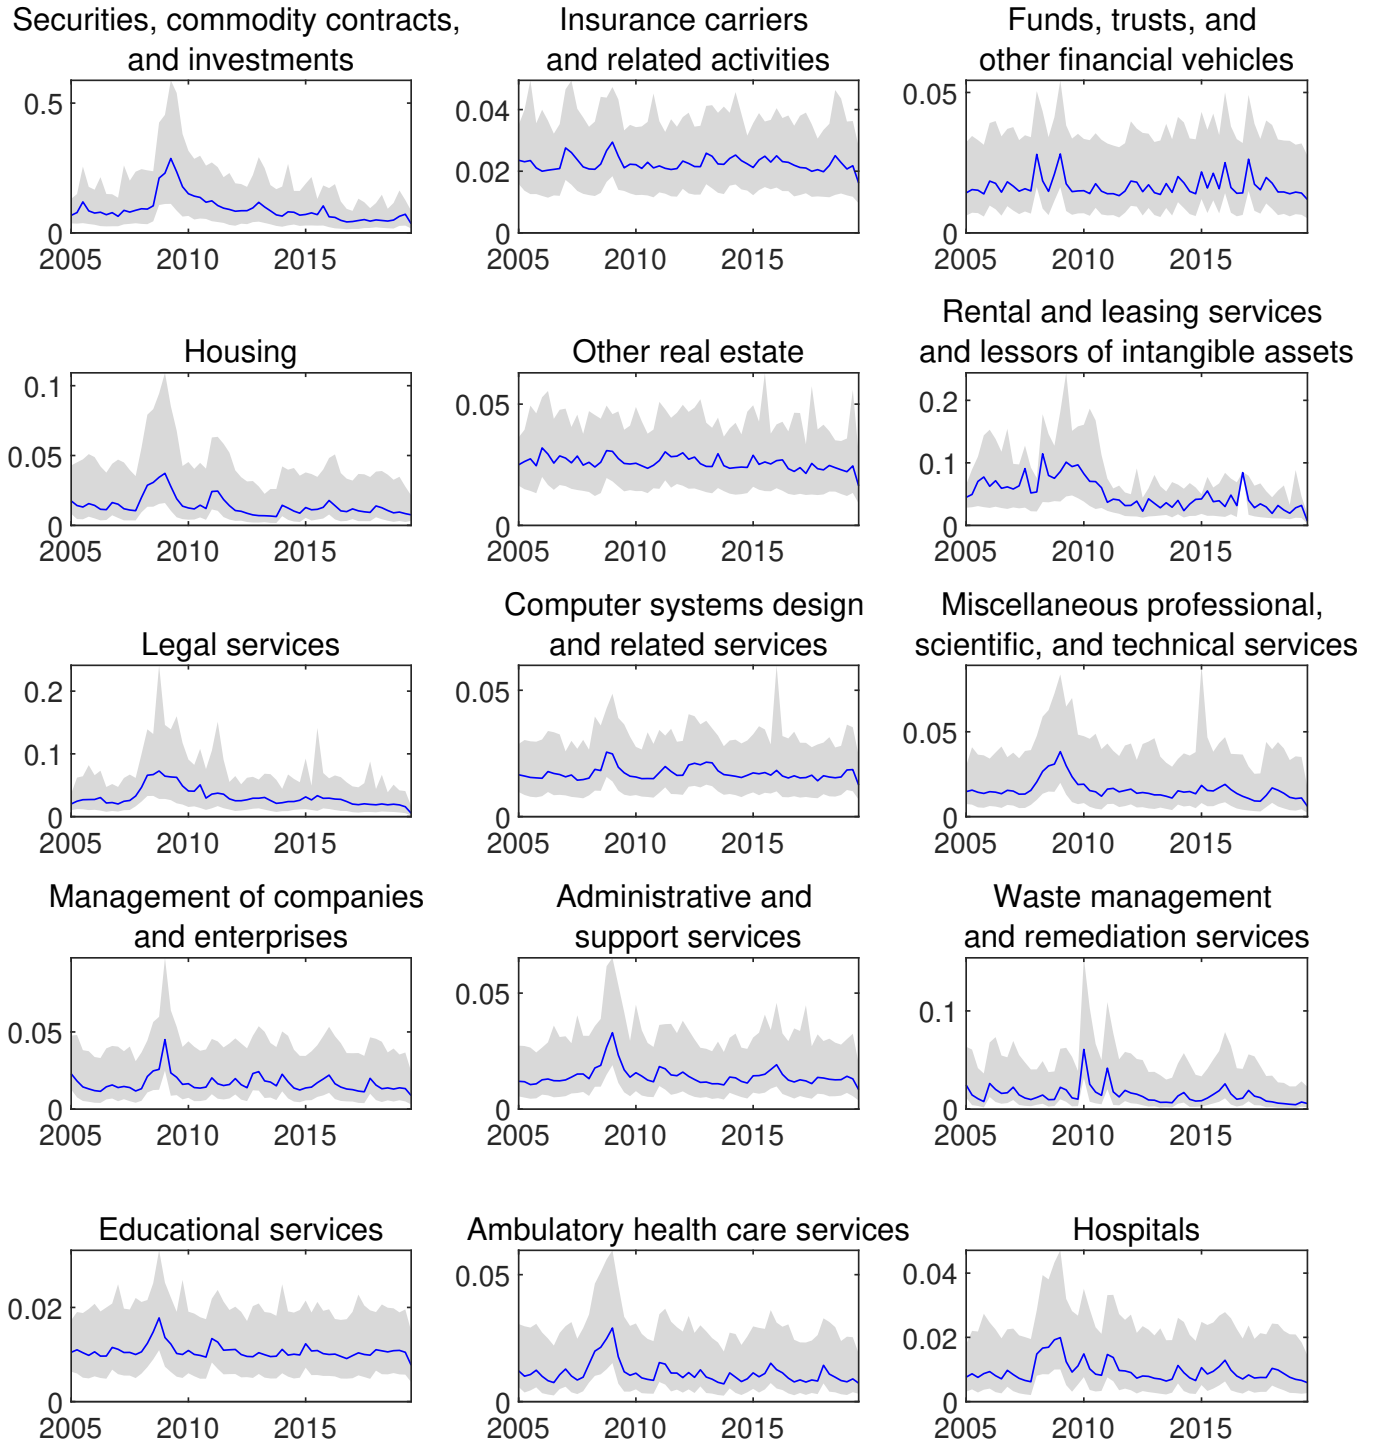 Securities, commodity contracts,
and investments
0.5
0
2005 2010 2015
Insurance carriers
and related activities
0.04
0.02
0
2005 2010 2015
Funds, trusts, and
other financial vehicles
0.05
0
2005 2010 2015
Housing
0.1
0.05
0
2005 2010 2015
Other real estate
0.05
0
2005 2010 2015
Rental and leasing services
and lessors of intangible assets
0.2
0.1
0
2005 2010 2015
Legal services
0.2
0.1
0
2005 2010 2015
Computer systems design
and related services
0.05
0
2005 2010 2015
Miscellaneous professional,
scientific, and technical services
0.05
0
2005 2010 2015
Management of companies
and enterprises
0.05
0
2005 2010 2015
Administrative and
support services
0.05
0
2005 2010 2015
Waste management
and remediation services
0.1
0
2005 2010 2015
Educational services
0.02
0
2005 2010 2015
Ambulatory health care services
0.05
0
2005 2010 2015
Hospitals
0.04
0.02
0
2005 2010 2015